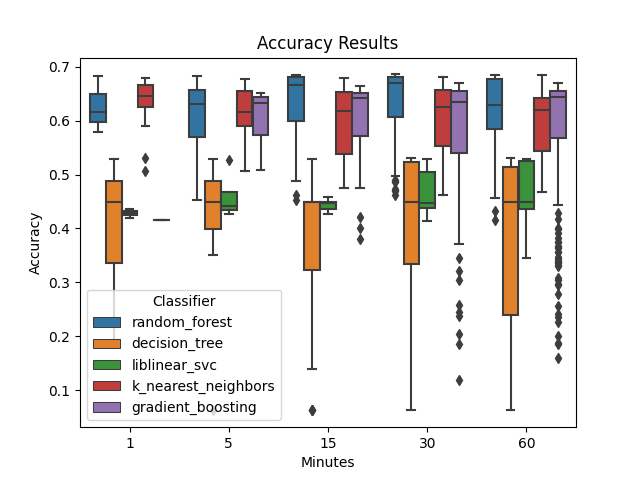 Accuracy Results
0.7
0.6
0.5
0.4
0.3
0.2
0.1
Accuracy
Classifier
random_forest
decision_tree
liblinear_svc
k_nearest_neighbors
gradient_boosting
1 5 15 30 60
Minutes